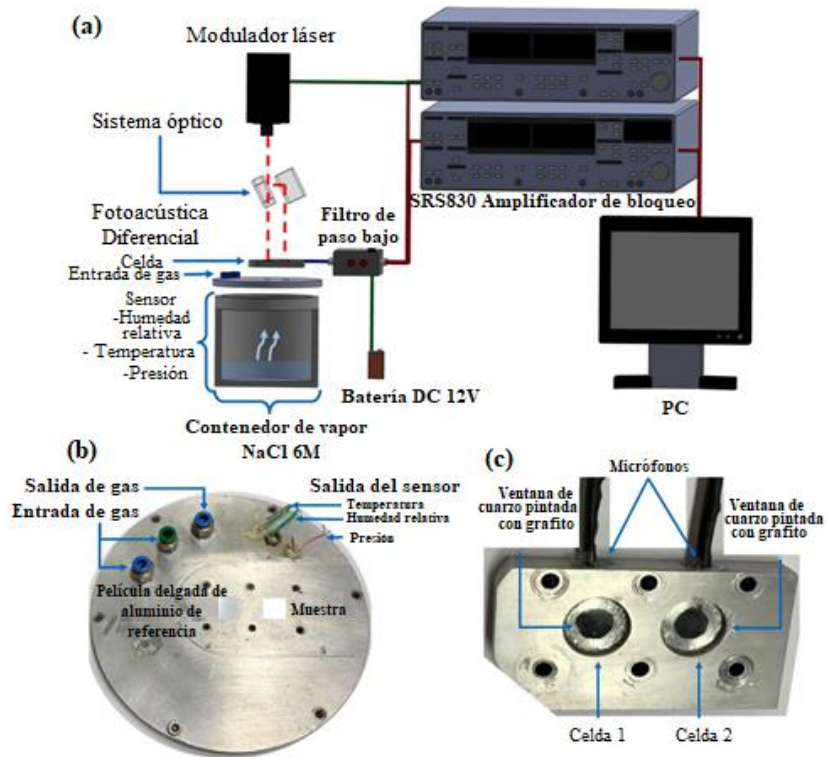 (a)
Modulador láser
Sistema óptico
Fotoacústica
Diferencial
Celda
Entrada de gas
Filtro de
paso bajo
SRS830 Amplificador de bloqueo
Sensor
-Humedad
relativa
- Temperatura
-Presión
Batería DC 12V
PC
Contenedor de vapor
NaCl 6M
(b)
Salida de gas
Entrada de gas
Salida del sensor
Temperatura
Humedad relativa
Presión
Película delgada de
aluminio de
referencia
Muestra
(c)
Micrófonos
Ventana de
cuarzo pintada
con grafito
Ventana de
cuarzo pintada
con grafito
Celda 1
Celda 2